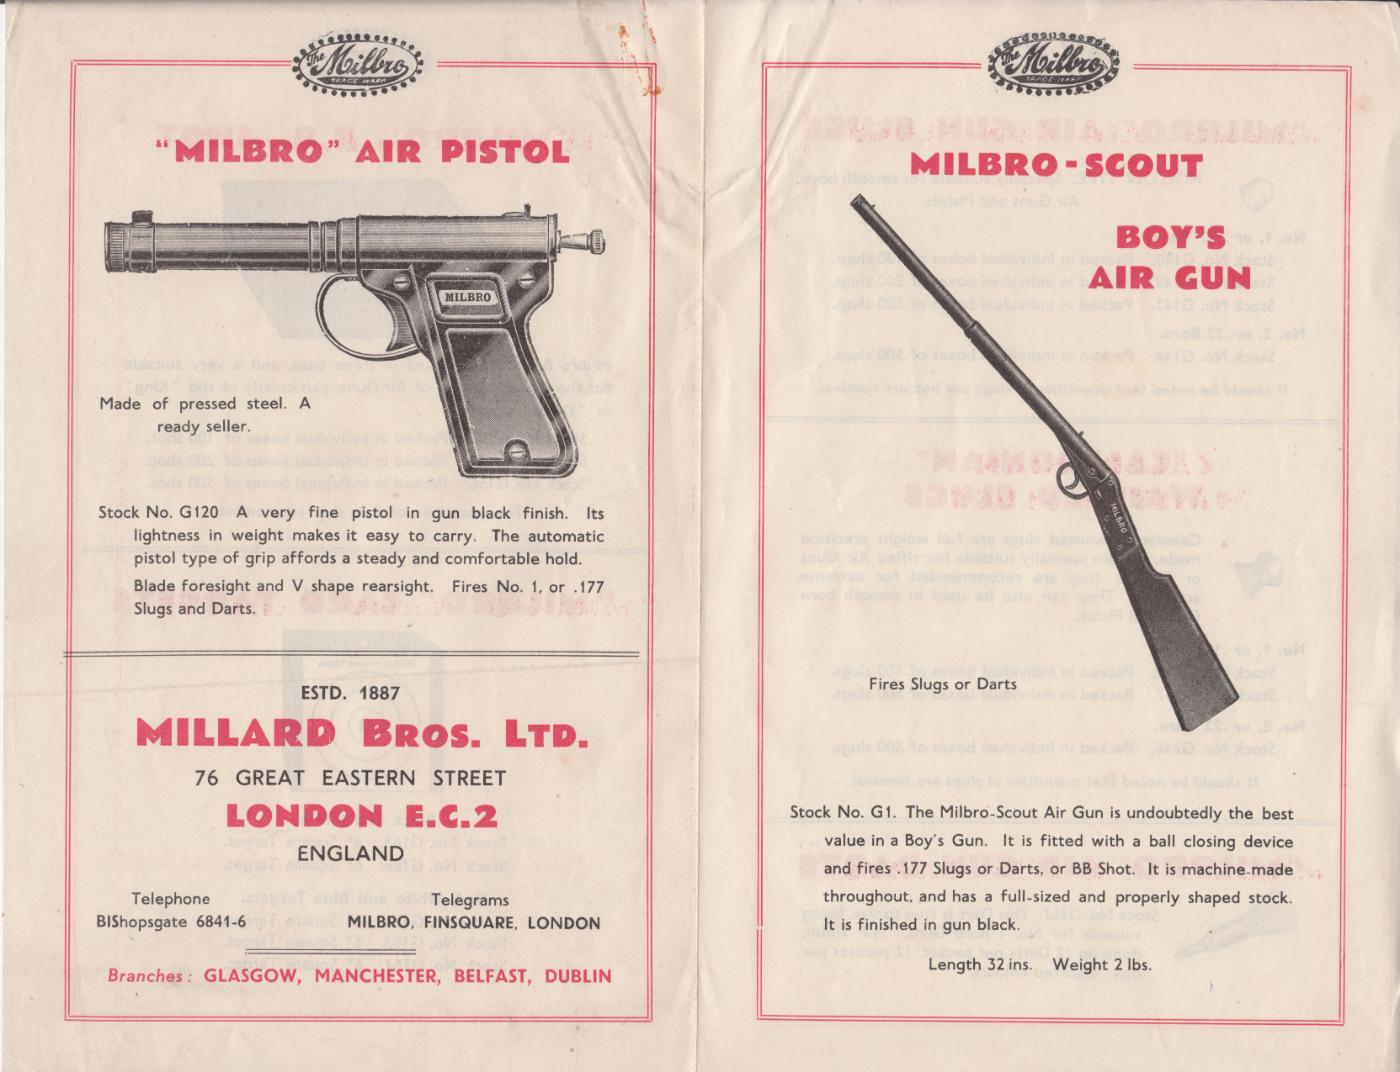 The Milbro
TRADE MARK
"MILBRO" AIR PISTOL
MILBRO
Made of pressed steel. A
ready seller.
Stock No. G120 A very fine pistol in gun black finish. Its
lightness in weight makes it easy to carry. The automatic
pistol type of grip affords a steady and comfortable hold.
Blade foresight and V shape rearsight. Fires No. 1, or .177
Slugs and Darts.
ESTD. 1887
MILLARD BROS. LTD.
76 GREAT EASTERN STREET
LONDON E.C.2
ENGLAND
Telephone
BIShopsgate 6841-6
Telegrams
MILBRO, FINSQUARE, LONDON
Branches: GLASGOW, MANCHESTER, BELFAST, DUBLIN
The Milbro
TRADE MARK
MILBRO-SCOUT
BOY'S
AIR GUN
MILBRO
Fires Slugs or Darts
Stock No. G1. The Milbro-Scout Air Gun is undoubtedly the best
value in a Boy's Gun. It is fitted with a ball closing device
and fires .177 Slugs or Darts, or BB Shot. It is machine-made
throughout, and has a full-sized and properly shaped stock.
It is finished in gun black.
Length 32 ins. Weight 2 lbs.